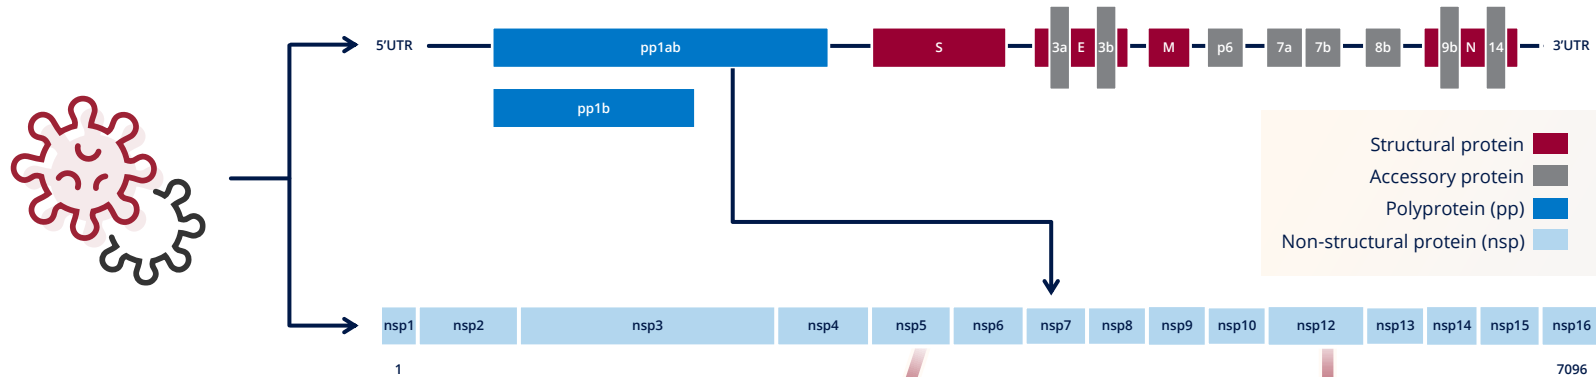 5'UTR pp1ab S 3a E 3b M p6 7a 7b 8b 9b N 14 3'UTR
pp1b
Structural protein
Accessory protein
Polyprotein (pp)
Non-structural protein (nsp)
nsp1 nsp2 nsp3 nsp4 nsp5 nsp6 nsp7 nsp8 nsp9 nsp10 nsp12 nsp13 nsp14 nsp15 nsp16
1 7096